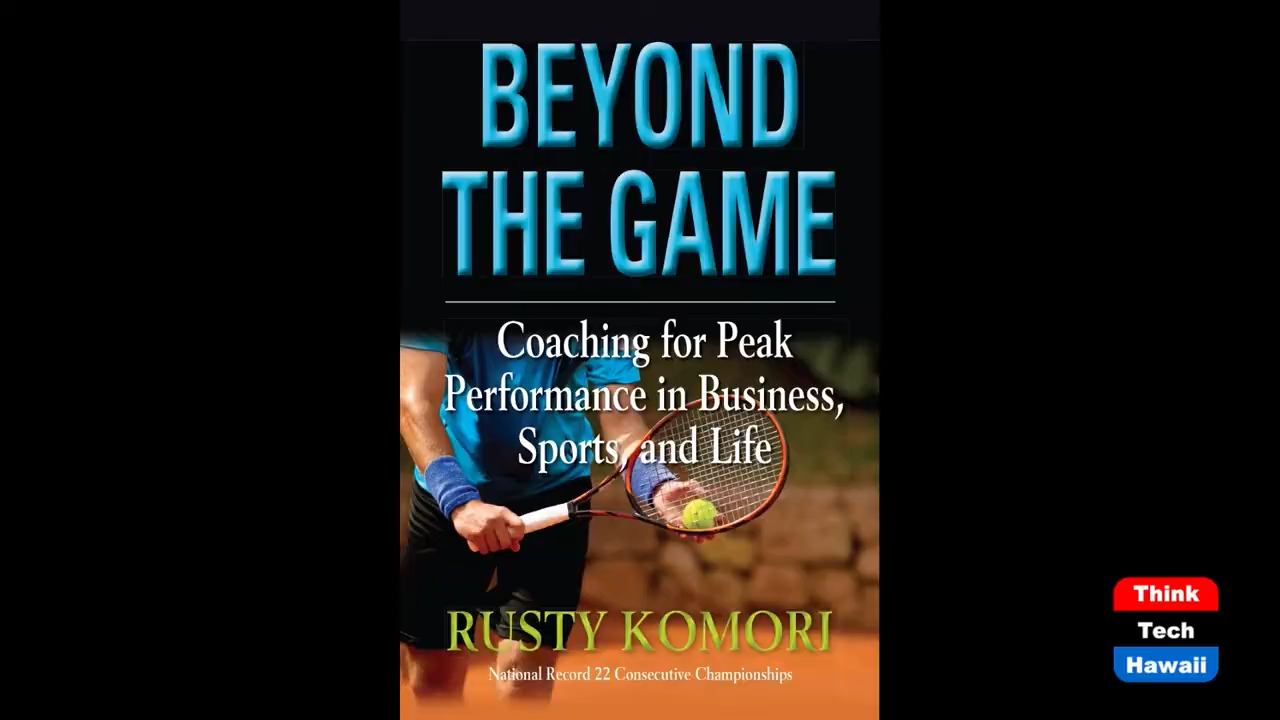 BEYOND
THE GAME
Coaching for Peak
Performance in Business,
Sports, and Life
RUSTY KOMORI
National Record 22 Consecutive Championships
Think
Tech
Hawaii